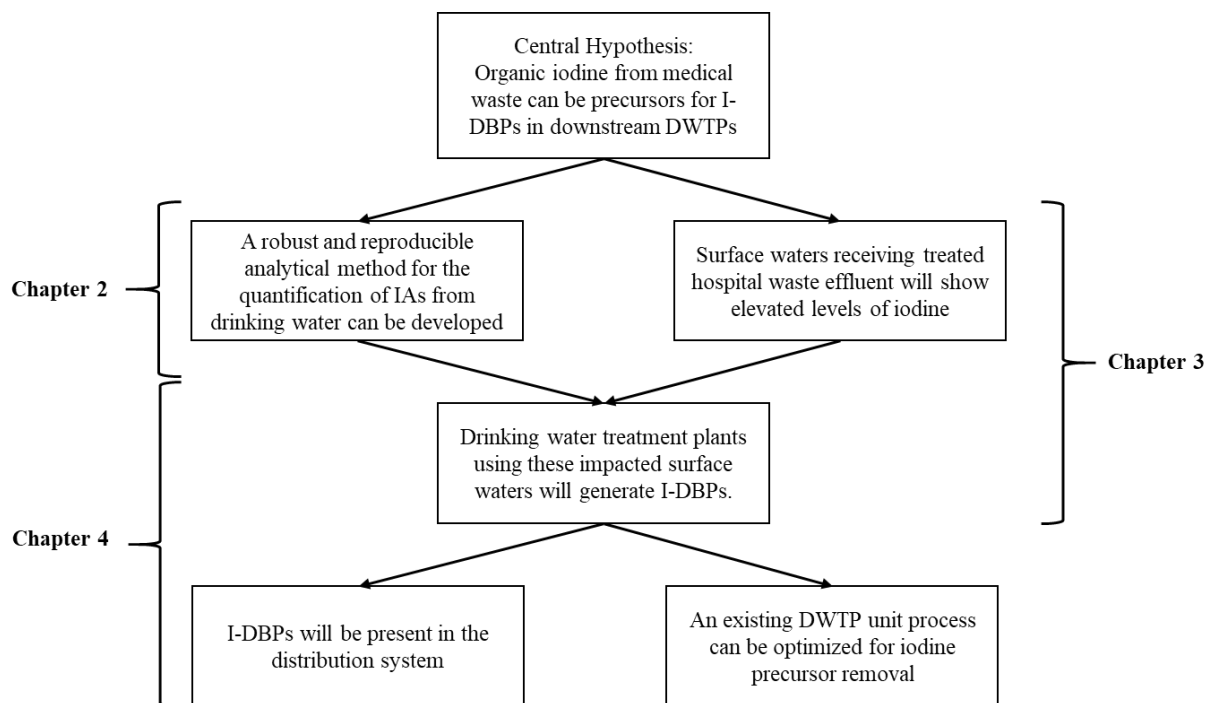 Central Hypothesis:
Organic iodine from medical
waste can be precursors for I-
DBPs in downstream DWTPs
Chapter 2
A robust and reproducible
analytical method for the
quantification of IAs from
drinking water can be developed
Surface waters receiving treated
hospital waste effluent will show
elevated levels of iodine
Chapter 3
Drinking water treatment plants
using these impacted surface
waters will generate I-DBPs.
Chapter 4
I-DBPs will be present in the
distribution system
An existing DWTP unit process
can be optimized for iodine
precursor removal